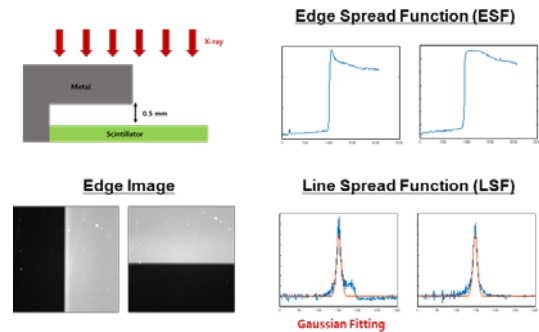 Edge Spread Function (ESF)
X-ray
Metal
0.5 mm
Scintillator
Edge Image
Line Spread Function (LSF)
Gaussian Fitting